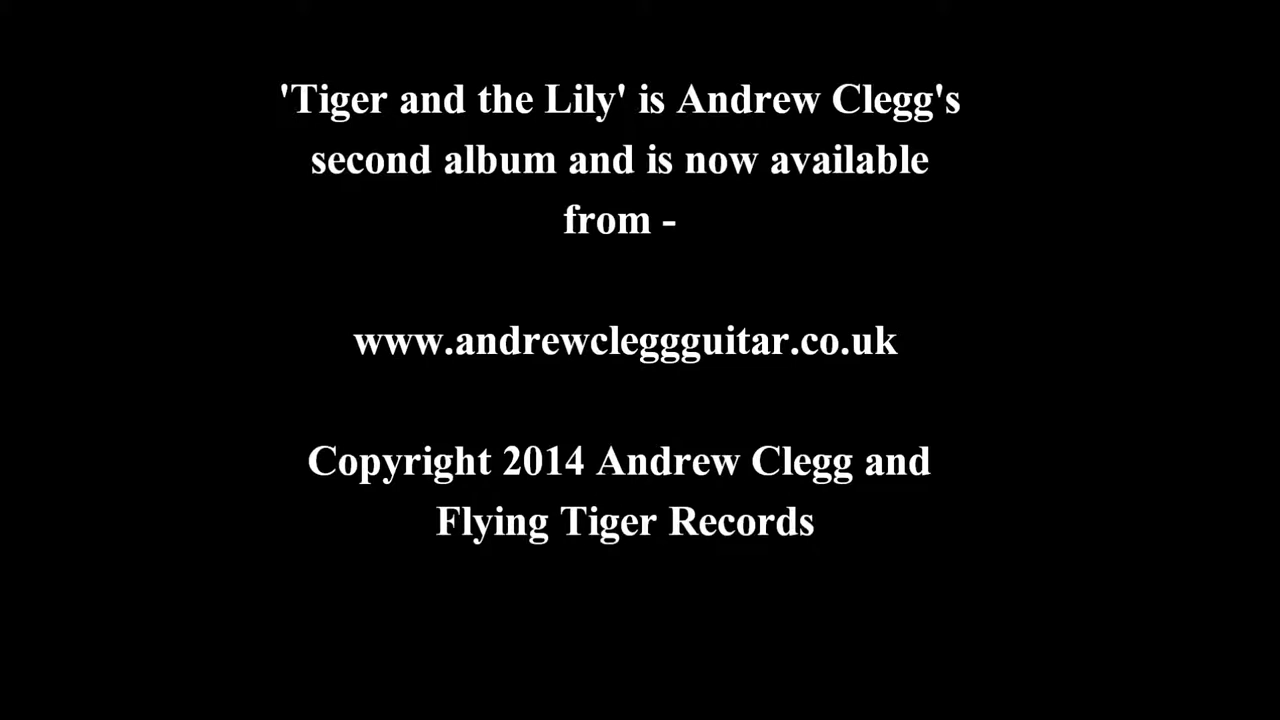 'Tiger and the Lily' is Andrew Clegg's
second album and is now available
from -
www.andrewcleggguitar.co.uk
Copyright 2014 Andrew Clegg and
Flying Tiger Records